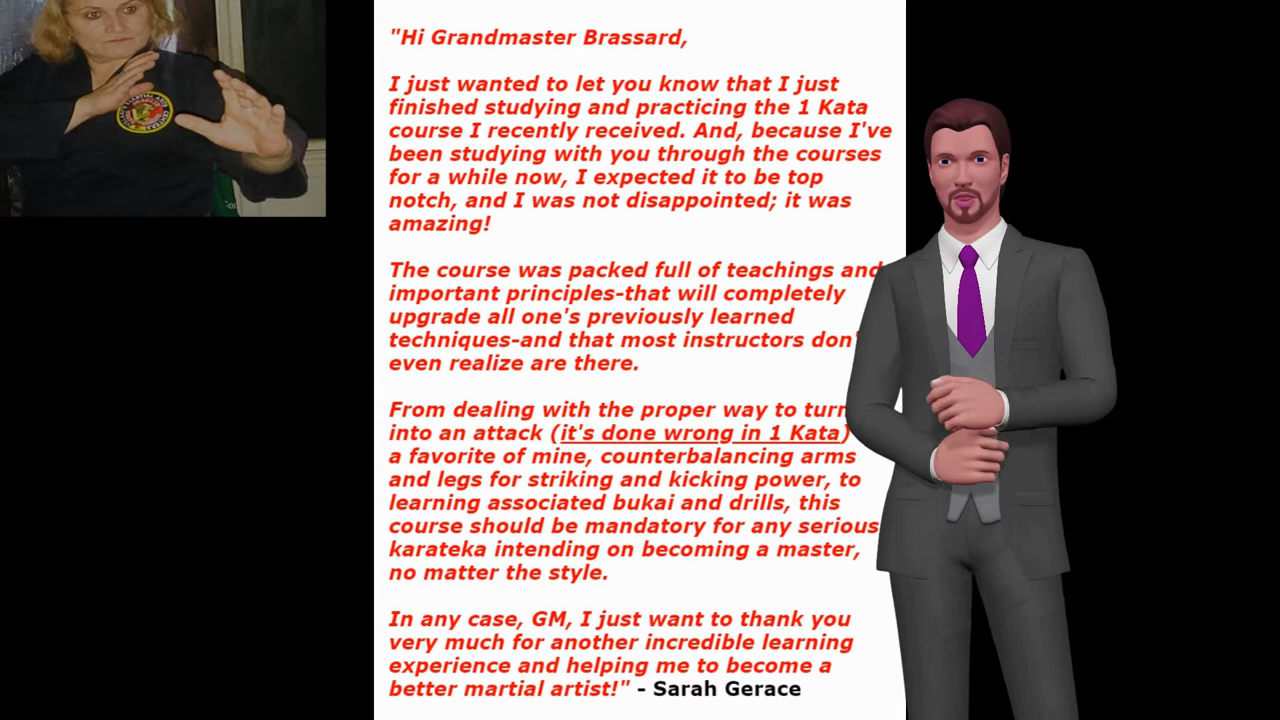 "Hi Grandmaster Brassard,
I just wanted to let you know that I just
finished studying and practicing the 1 Kata
course I recently received. And, because I've
been studying with you through the courses
for a while now, I expected it to be top
notch, and I was not disappointed; it was
amazing!
The course was packed full of teachings and
important principles-that will completely
upgrade all one's previously learned
techniques-and that most instructors don'
even realize are there.
From dealing with the proper way to turn
into an attack (it's done wrong in 1 Kata)
a favorite of mine, counterbalancing arms
and legs for striking and kicking power, to
learning associated bukai and drills, this
course should be mandatory for any serious
karateka intending on becoming a master,
no matter the style.
In any case, GM, I just want to thank you
very much for another incredible learning
experience and helping me to become a
better martial artist!" - Sarah Gerace